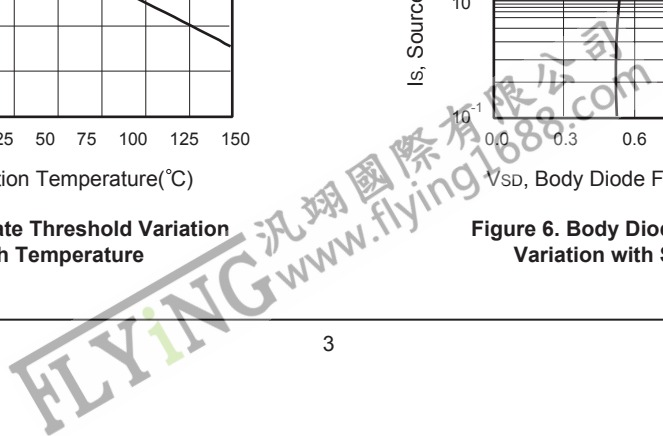 10
Is, Source
10-1
25 50 75 100 125 150
0.0 0.3 0.6
tion Temperature(°C)
VSD, Body Diode F
ate Threshold Variation
h Temperature
Figure 6. Body Diod
Variation with S
3
FLYiNG 汎翊國際有限公司
www.flying1688.com